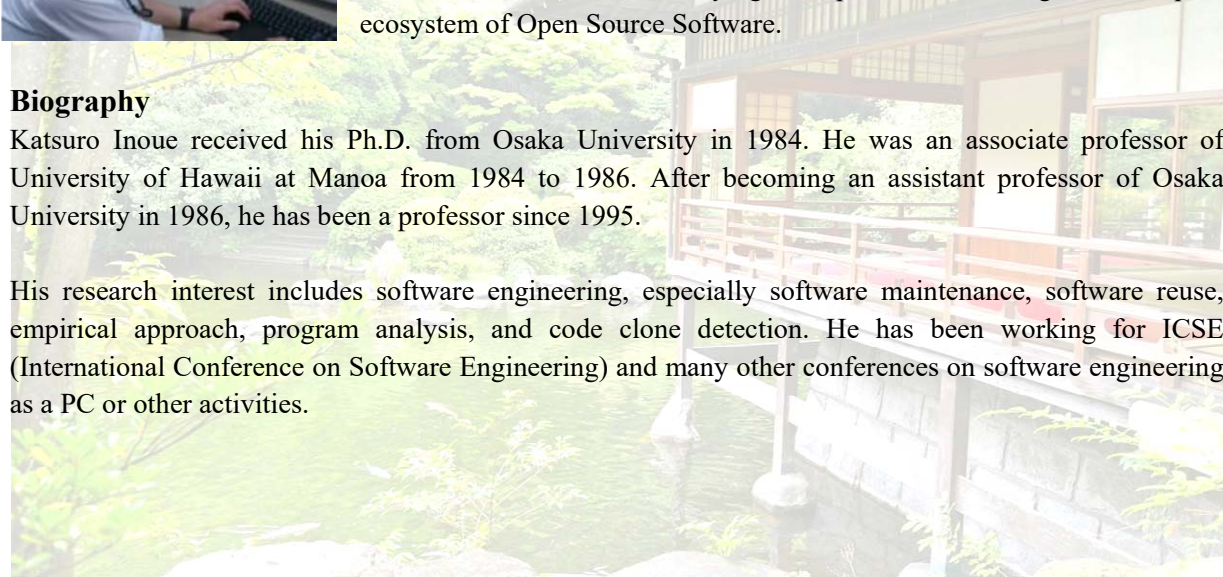 ecosystem of Open Source Software.
Biography
Katsuro Inoue received his Ph.D. from Osaka University in 1984. He was an associate professor of
University of Hawaii at Manoa from 1984 to 1986. After becoming an assistant professor of Osaka
University in 1986, he has been a professor since 1995.
His research interest includes software engineering, especially software maintenance, software reuse,
empirical approach, program analysis, and code clone detection. He has been working for ICSE
(International Conference on Software Engineering) and many other conferences on software engineering
as a PC or other activities.